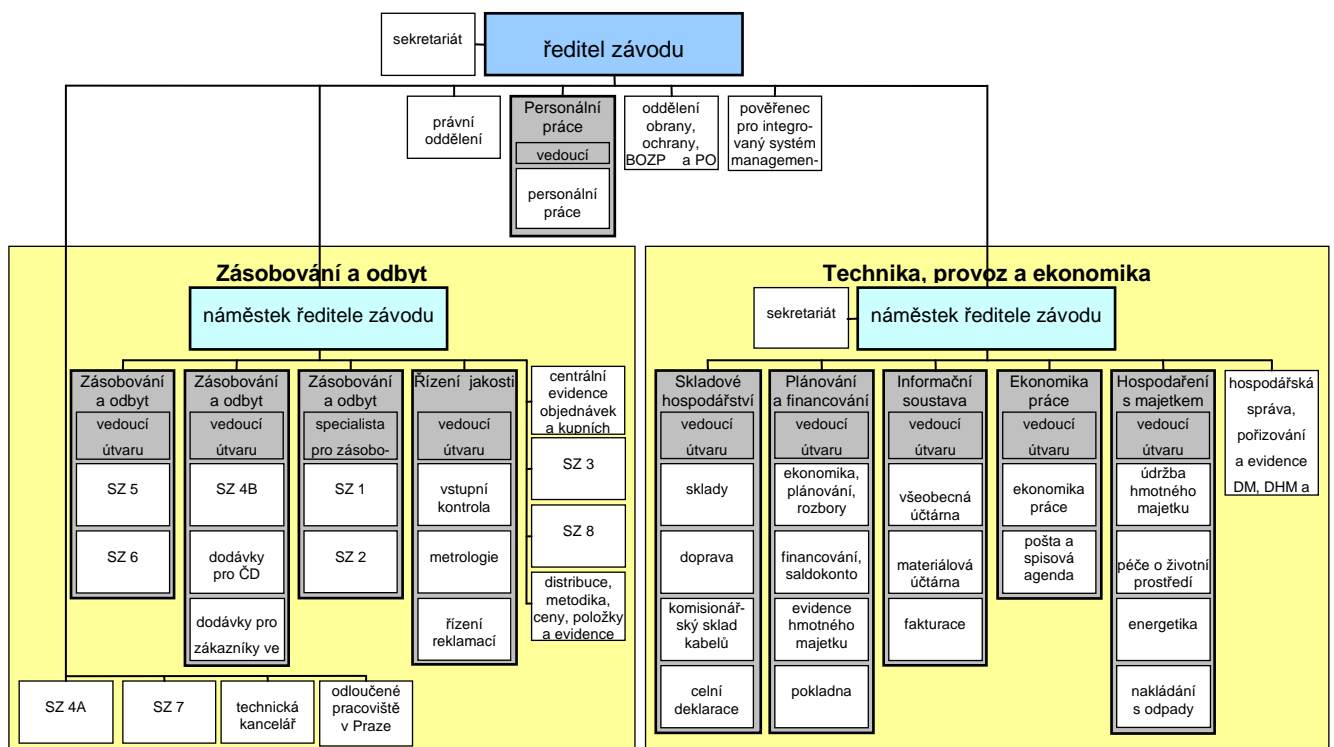 sekretariát
ředitel závodu
právní
oddělení
Personální
práce
vedoucí
personální
práce
oddělení
obrany,
ochrany,
BOZP a PO
pověřenec
pro integro-
vaný systém
managemen-
Zásobování a odbyt
náměstek ředitele závodu
Zásobování
a odbyt
vedoucí
útvaru
SZ 5
SZ 6
Zásobování
a odbyt
vedoucí
útvaru
SZ 4B
dodávky
pro ČD
dodávky pro
zákazníky ve
Zásobování
a odbyt
specialista
pro zásobo-
SZ 1
SZ 2
Řízení jakosti
vedoucí
útvaru
vstupní
kontrola
metrologie
řízení
reklamací
centrální
evidence
objednávek
a kupních
SZ 3
SZ 8
distribuce,
metodika,
ceny, položky
a evidence
SZ 4A
SZ 7
technická
kancelář
odloučené
pracoviště
v Praze
Technika, provoz a ekonomika
sekretariát
náměstek ředitele závodu
Skladové
hospodářství
vedoucí
útvaru
sklady
doprava
komisionář-
ský sklad
kabelů
celní
deklarace
Plánování
a financování
vedoucí
útvaru
ekonomika,
plánování,
rozbory
financování,
saldokonto
evidence
hmotného
majetku
pokladna
Informační
soustava
vedoucí
útvaru
všeobecná
účtárna
materiálová
účtárna
fakturace
Ekonomika
práce
vedoucí
útvaru
ekonomika
práce
pošta a
spisová
agenda
Hospodaření
s majetkem
vedoucí
útvaru
údržba
hmotného
majetku
péče o životní
prostředí
energetika
nakládání
s odpady
hospodářská
správa,
pořizování
a evidence
DM, DHM a